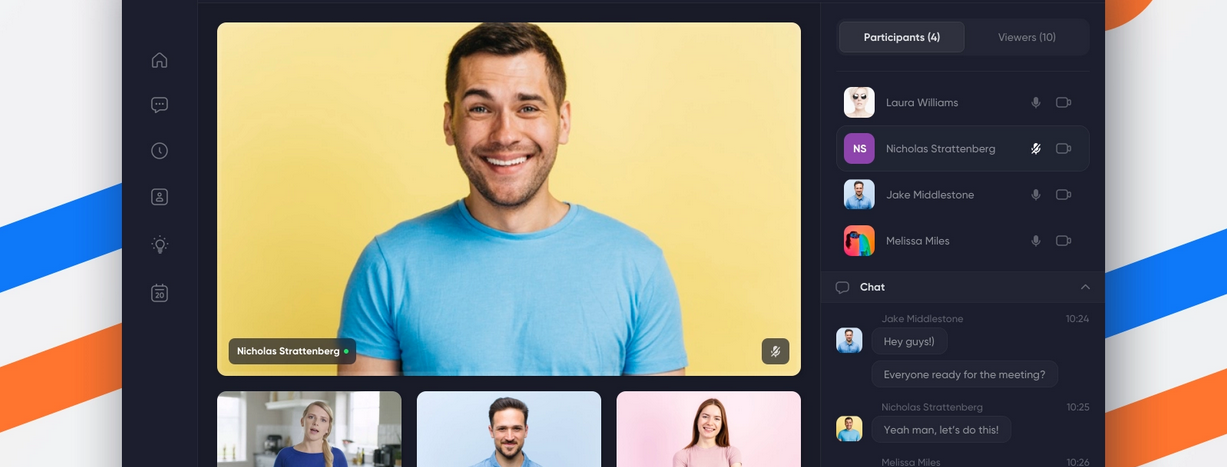 Participants (4)
Viewers (10)
Laura Williams
NS
Nicholas Strattenberg
Jake Middlestone
Melissa Miles
Chat
Jake Middlestone 10:24
Hey guys!)
Everyone ready for the meeting?
Nicholas Strattenberg 10:25
Yeah man, let's do this!
Melissa Miles 10:26
Nicholas Strattenberg
20